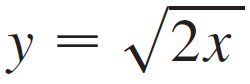 y = √2x